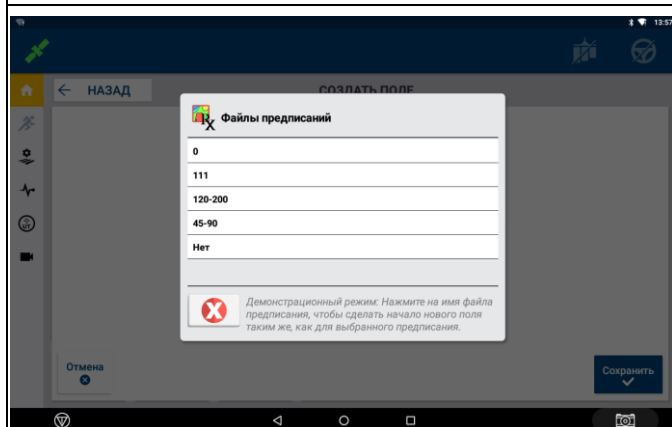 13:57
НАЗАД
СОЗДАТЬ ПОЛЕ
Rx Файлы предписаний
0
111
120-200
45-90
Нет
Демонстрационный режим: Нажмите на имя файла
предписания, чтобы сделать начало нового поля
таким же, как для выбранного предписания.
Отмена
Сохранить